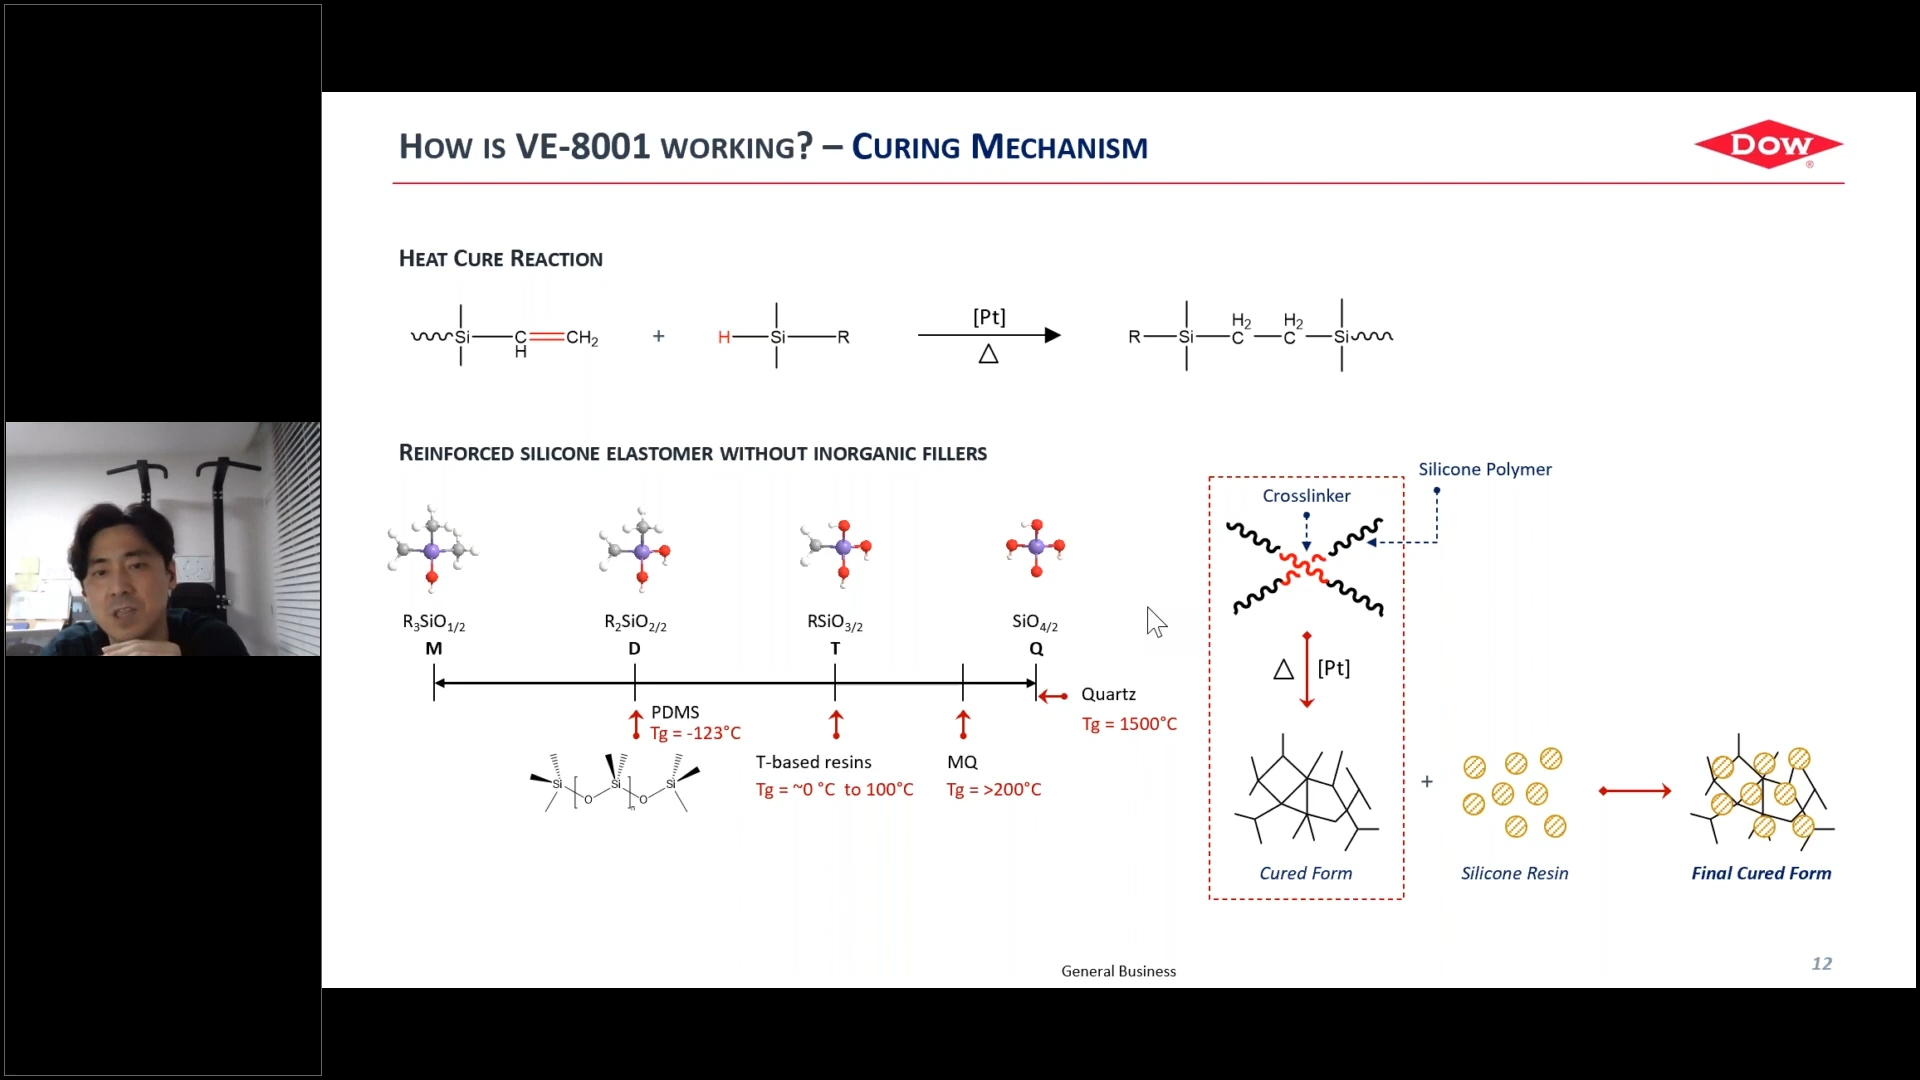 HOW IS VE-8001 WORKING? – CURING MECHANISM
DOW
®
HEAT CURE REACTION
Si C H CH2 + H Si R [Pt] △ R Si H2 C H2 C Si
REINFORCED SILICONE ELASTOMER WITHOUT INORGANIC FILLERS
R3SiO1/2 R2SiO2/2 RSiO3/2 SiO4/2
M D T Q
PDMS
Tg = -123°C
Si [ O Si ]n O Si
T-based resins
Tg = ~0 °C to 100°C
MQ
Tg = >200°C
Quartz
Tg = 1500°C
Silicone Polymer
Crosslinker
△ [Pt]
+
Cured Form
Silicone Resin
Final Cured Form
General Business
12